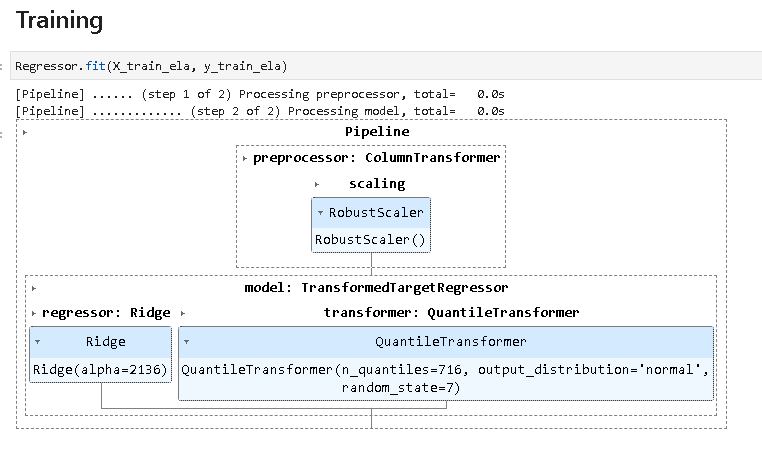 Training
Regressor.fit(X_train_ela, y_train_ela)
[Pipeline] ...... (step 1 of 2) Processing preprocessor, total=   0.0s
[Pipeline] ............. (step 2 of 2) Processing model, total=   0.0s
Pipeline
preprocessor: ColumnTransformer
scaling
RobustScaler
RobustScaler()
model: TransformedTargetRegressor
regressor: Ridge
transformer: QuantileTransformer
Ridge
QuantileTransformer
Ridge(alpha=2136)
QuantileTransformer(n_quantiles=716, output_distribution='normal',
random_state=7)